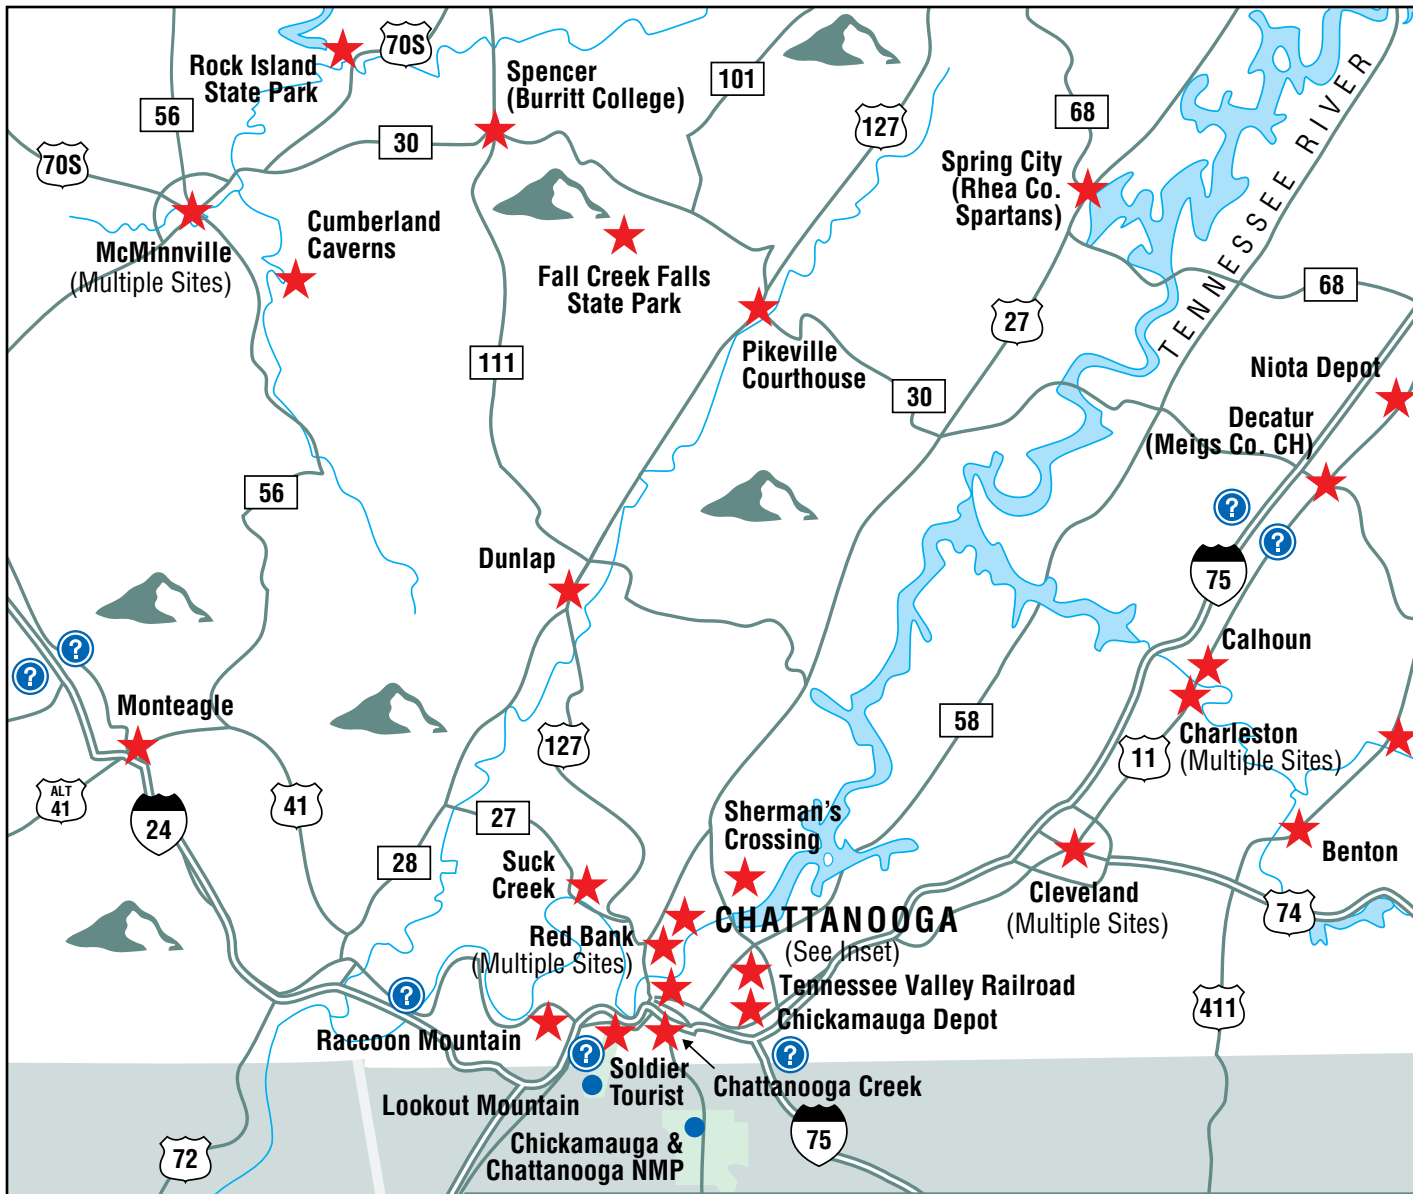 70S
Rock Island
State Park
56
70S
30
Spencer
(Burritt College)
101
127
68
Spring City
(Rhea Co.
Spartans)
TENNESSEE RIVER
McMinnville
(Multiple Sites)
Cumberland
Caverns
Fall Creek Falls
State Park
68
27
111
Pikeville
Courthouse
30
Niota Depot
Decatur
(Meigs Co. CH)
56
?
?
Dunlap
75
?
?
Calhoun
Monteagle
127
58
11
Charleston
(Multiple Sites)
ALT
41
24
41
27
28
Suck
Creek
Sherman's
Crossing
Benton
Cleveland
(Multiple Sites)
74
CHATTANOOGA
(See Inset)
Red Bank
(Multiple Sites)
Tennessee Valley Railroad
?
411
Chickamauga Depot
Raccoon Mountain
?
?
Soldier
Tourist
Chattanooga Creek
Lookout Mountain
75
72
Chickamauga &
Chattanooga NMP